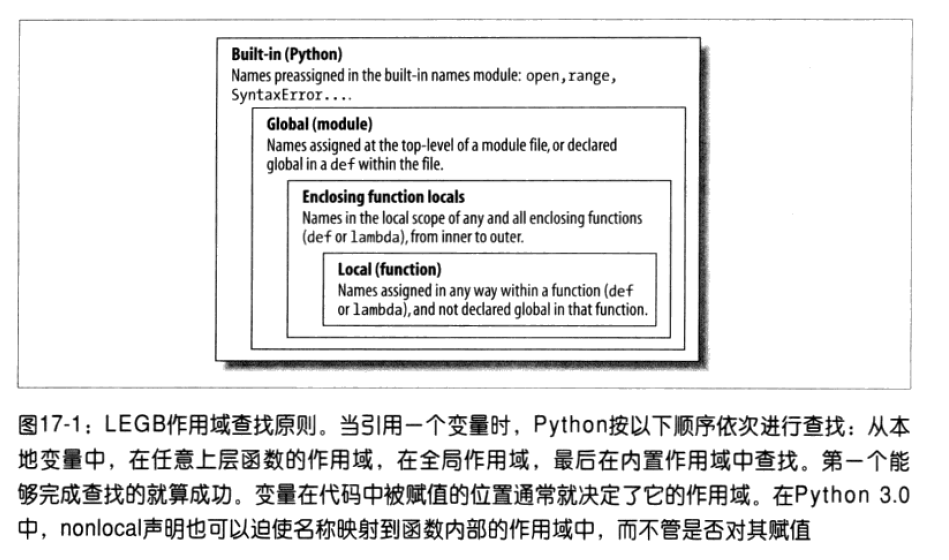 Built-in (Python)
Names preassigned in the built-in names module: open,range,
SyntaxError....
Global (module)
Names assigned at the top-level of a module file, or declared
global in a def within the file.
Enclosing function locals
Names in the local scope of any and all enclosing functions
(def or lambda), from inner to outer.
Local (function)
Names assigned in any way within a function (def
or lambda), and not declared global in that function.
图17-1：LEGB作用域查找原则。当引用一个变量时，Python按以下顺序依次进行查找：从本
地变量中，在任意上层函数的作用域，在全局作用域，最后在内置作用域中查找。第一个能
够完成查找的就算成功。变量在代码中被赋值的位置通常就决定了它的作用域。在Python 3.0
中，nonlocal声明也可以迫使名称映射到函数内部的作用域中，而不管是否对其赋值